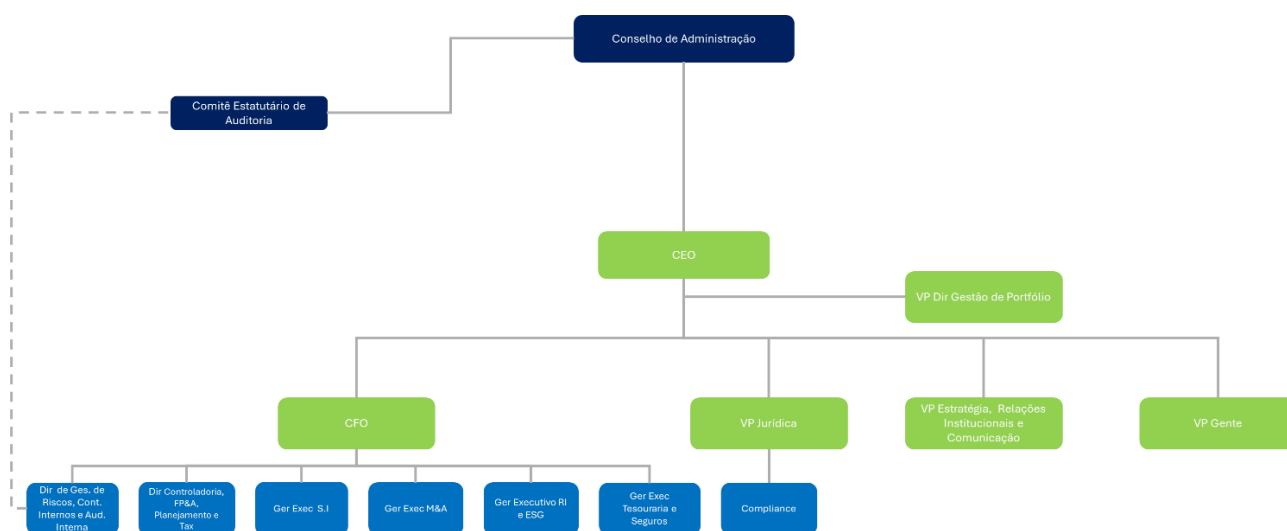 Conselho de Administração
Comitê Estatutário de
Auditoria
CEO
VP Dir Gestão de Portfólio
CFO
VP Jurídica
VP Estratégia, Relações
Institucionais e
Comunicação
VP Gente
Dir de Ges. de
Riscos, Cont.
Internos e Aud.
Interna
Dir Controladoria,
FP&A,
Planejamento e
Tax
Ger Exec S.I
Ger Exec M&A
Ger Executivo RI
e ESG
Ger Exec
Tesouraria e
Seguros
Compliance